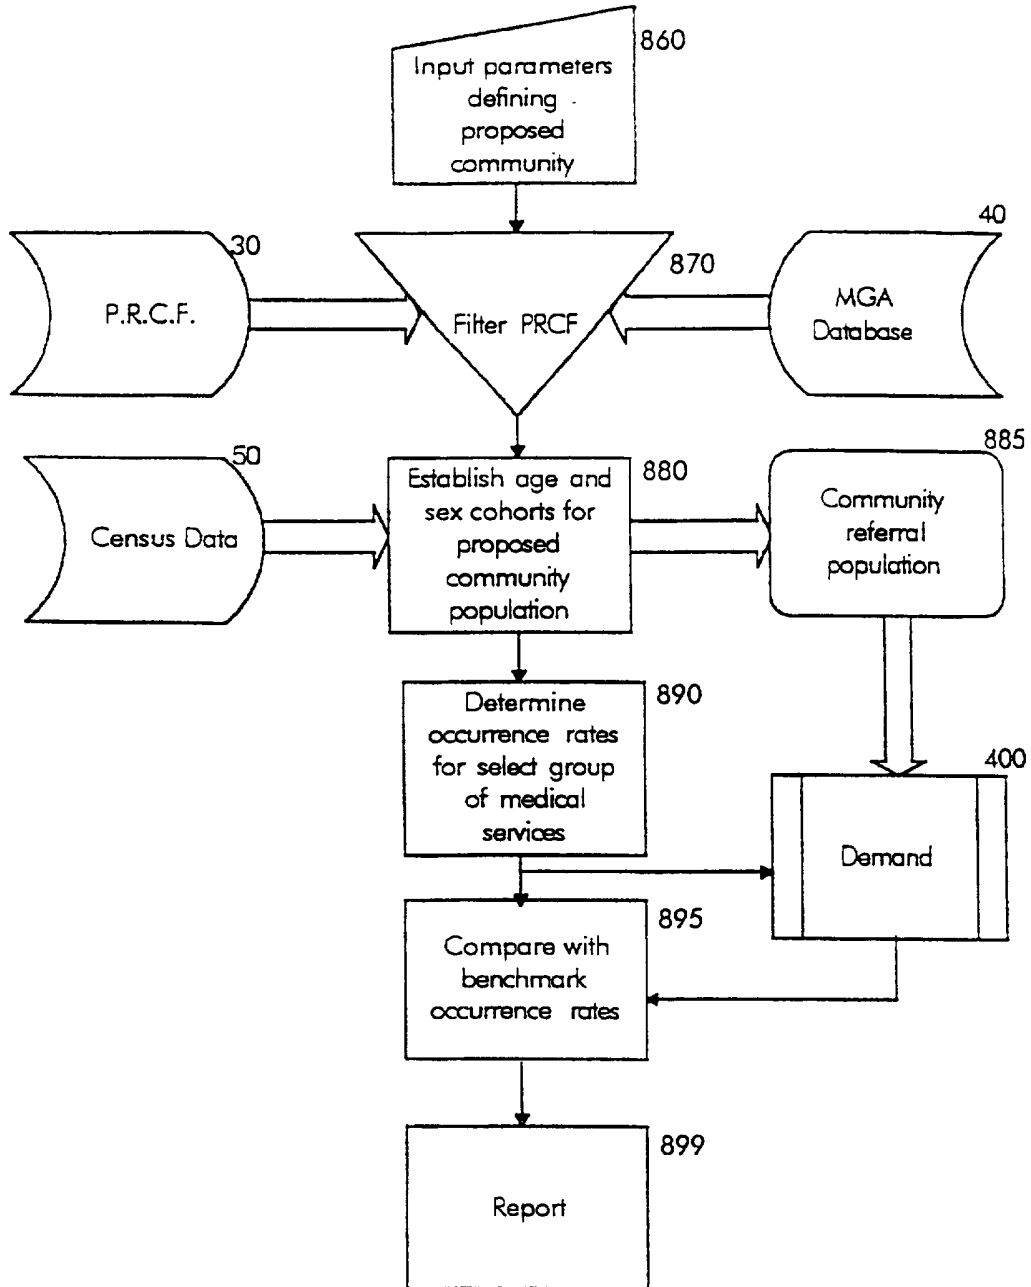 860
Input parameters
defining
proposed
community
30
P.R.C.F.
870
Filter PRCF
40
MGA
Database
50
Census Data
880
Establish age and
sex cohorts for
proposed
community
population
885
Community
referral
population
890
Determine
occurrence rates
for select group
of medical
services
400
Demand
895
Compare with
benchmark
occurrence rates
899
Report